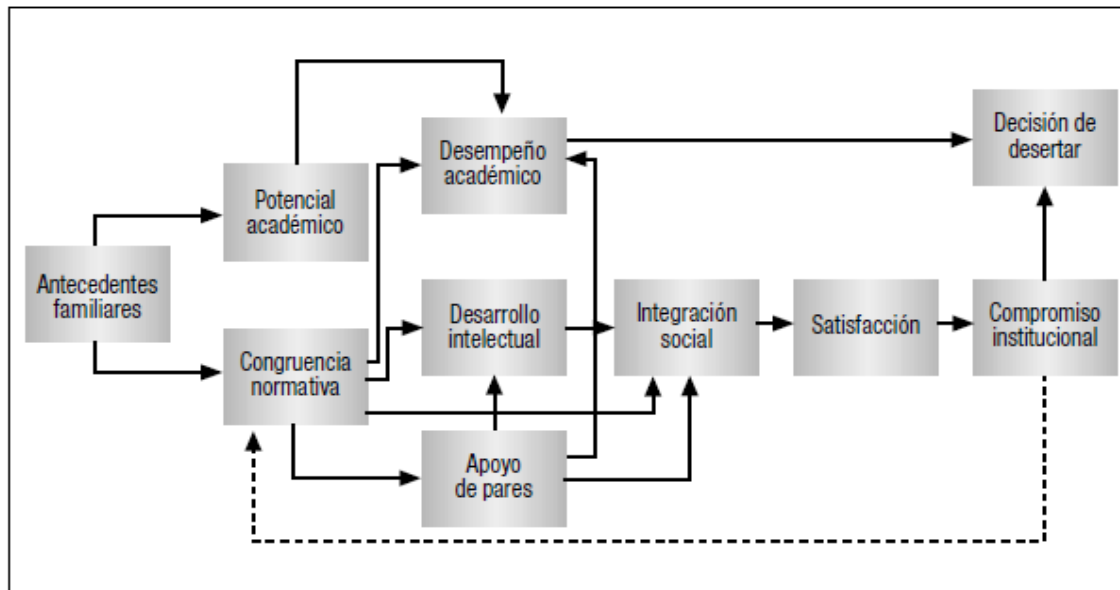 Antecedentes
familiares
Potencial
académico
Congruencia
normativa
Desempeño
académico
Desarrollo
intelectual
Apoyo
de pares
Integración
social
Satisfacción
Compromiso
institucional
Decisión de
desertar